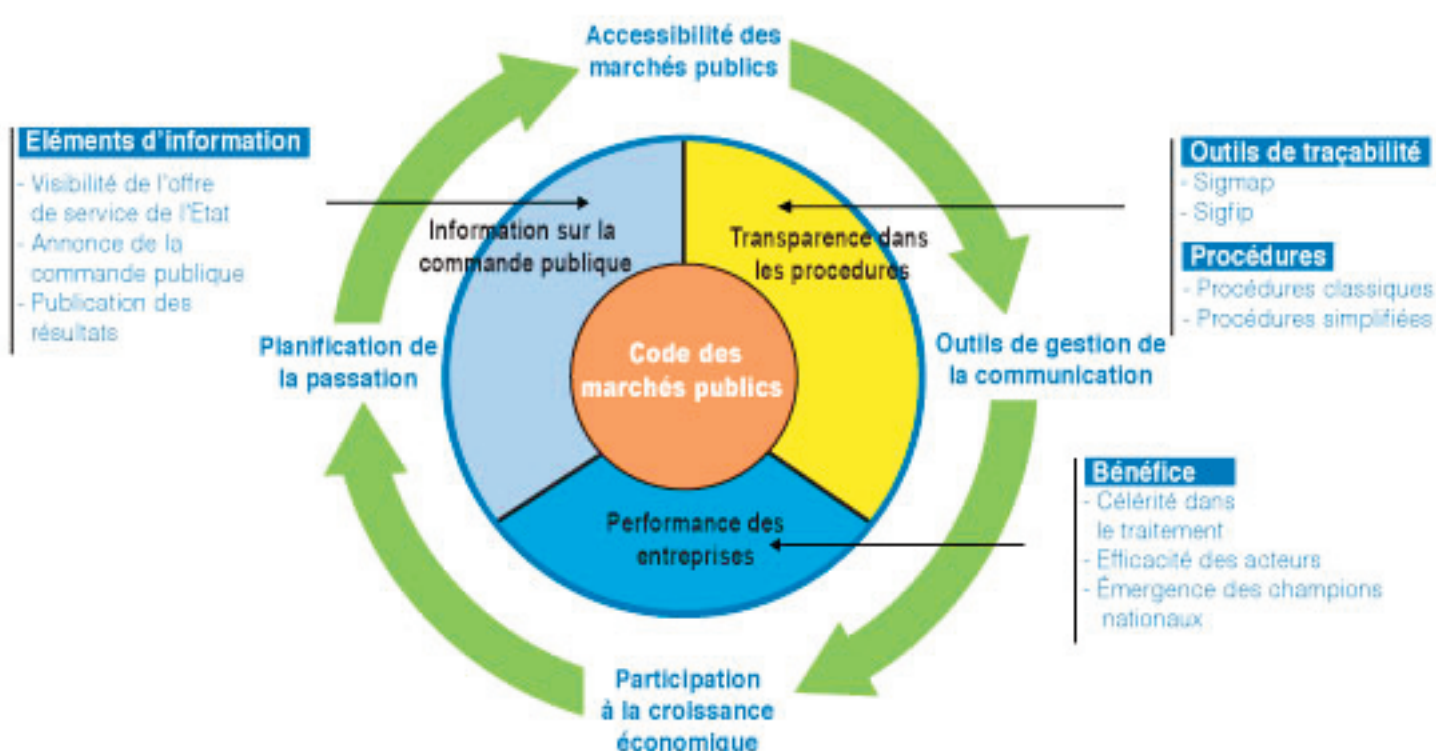 Accessibilité des
marchés publics
Eléments d'information
- Visibilité de l'offre
de service de l'Etat
- Annonce de la
commande publique
- Publication des
résultats
Outils de traçabilité
- Sigmap
- Sigfip
Procédures
- Procédures classiques
- Procédures simplifiées
Information sur la
commande publique
Transparence dans
les procedures
Planification de
la passation
Code des
marchés publics
Outils de gestion de
la communication
Bénéfice
- Célérité dans
le traitement
- Efficacité des acteurs
- Émergence des champions
nationaux
Performance des
entreprises
Participation
à la croissance
économique